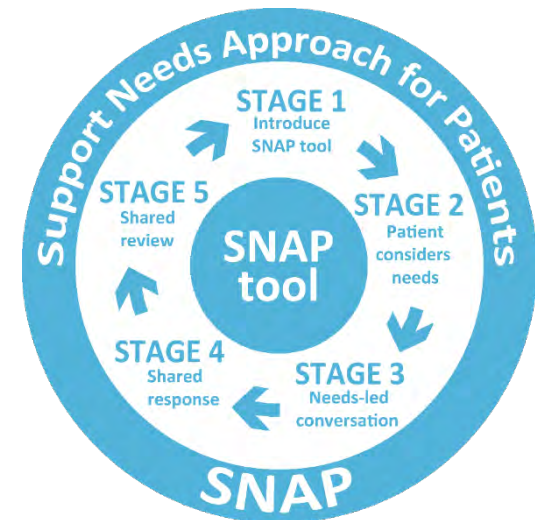 Support Needs Approach for Patients
STAGE 1
Introduce
SNAP tool
STAGE 2
Patient
considers
needs
STAGE 3
Needs-led
conversation
STAGE 4
Shared
response
STAGE 5
Shared
review
SNAP
tool
SNAP